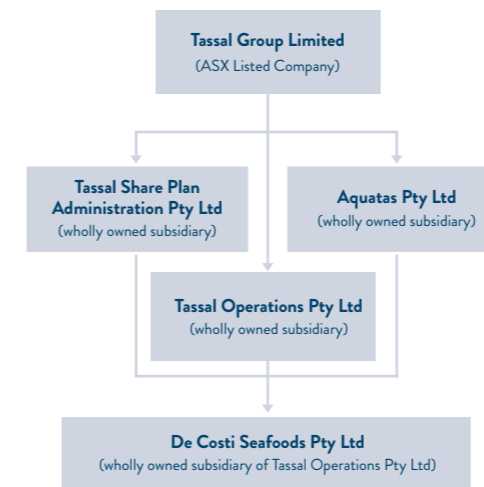 Tassal Group Limited
(ASX Listed Company)
Tassal Share Plan
Administration Pty Ltd
(wholly owned subsidiary)
Aquatas Pty Ltd
(wholly owned subsidiary)
Tassal Operations Pty Ltd
(wholly owned subsidiary)
De Costi Seafoods Pty Ltd
(wholly owned subsidiary of Tassal Operations Pty Ltd)